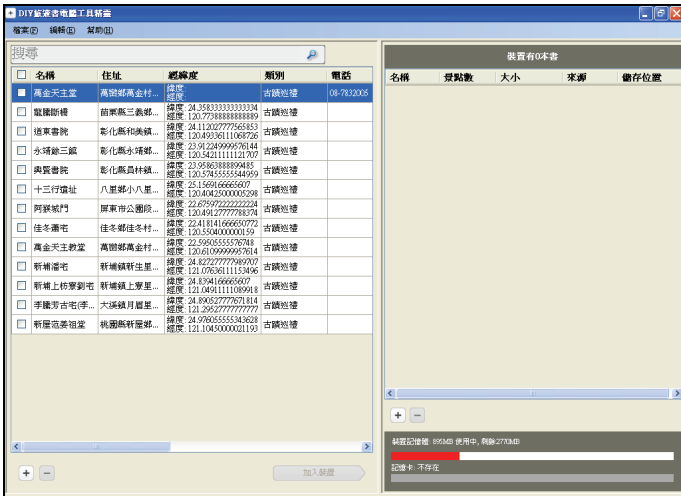 DIY旅遊書電腦工具精靈
檔案(F) 編輯(E) 幫助(H)
搜尋
名稱 住址 經緯度 類別 電話
萬金天主堂 萬巒鄉萬金村... 緯度: 經度: 古蹟巡禮 08-7832005
龍騰斷橋 苗栗縣三義鄉... 緯度: 24.358333333333334 經度: 120.77388888888889 古蹟巡禮
道東書院 彰化縣和美鎮... 緯度: 24.112027777565853 經度: 120.49336111068726 古蹟巡禮
永靖餘三館 彰化縣永靖鄉... 緯度: 23.912249999576144 經度: 120.54211111121707 古蹟巡禮
興賢書院 彰化縣員林鎮... 緯度: 23.95863888899485 經度: 120.57455555544959 古蹟巡禮
十三行遺址 八里鄉小八里... 緯度: 25.1569166665607 經度: 120.40425000005298 古蹟巡禮
阿猴城門 屏東市公園段... 緯度: 22.675972222222224 經度: 120.49127777788374 古蹟巡禮
佳冬蕭宅 佳冬鄉佳冬村... 緯度: 22.418141666650772 經度: 120.5504000000159 古蹟巡禮
萬金天主教堂 萬巒鄉萬金村... 緯度: 22.59505555576748 經度: 120.61099999957614 古蹟巡禮
新埔潘宅 新埔鎮新生里... 緯度: 24.827277777989707 經度: 121.07636111153496 古蹟巡禮
新埔上枋寮劉宅 新埔鎮上寮里... 緯度: 24.8394166665607 經度: 121.04911111089918 古蹟巡禮
李騰芳古宅(李... 大溪鎮月眉里... 緯度: 24.890527777671814 經度: 121.29527777777777 古蹟巡禮
新屋范姜祖堂 桃園縣新屋鄉... 緯度: 24.976055555343628 經度: 121.10450000021193 古蹟巡禮
加入裝置
裝置有0本書
名稱 景點數 大小 來源 儲存位置
裝置記憶體: 895MB 使用中, 剩餘2770MB
記憶卡: 不存在